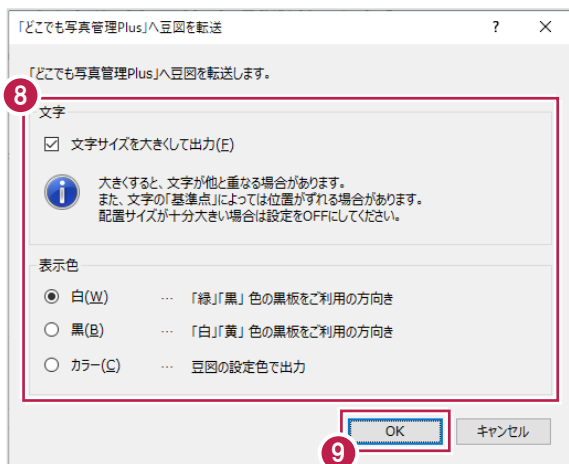 「どこでも写真管理Plus」へ豆図を転送 ? ×
「どこでも写真管理Plus」へ豆図を転送します。
8
文字
文字サイズを大きくして出力(F)
大きくすると、文字が他と重なる場合があります。
また、文字の「基準点」によっては位置がずれる場合があります。
配置サイズが十分大きい場合は設定をOFFにしてください。
表示色
白(W) … 「緑」「黒」 色の黒板をご利用の方向き
黒(B) … 「白」「黄」 色の黒板をご利用の方向き
カラー(C) … 豆図の設定色で出力
OK キャンセル
9